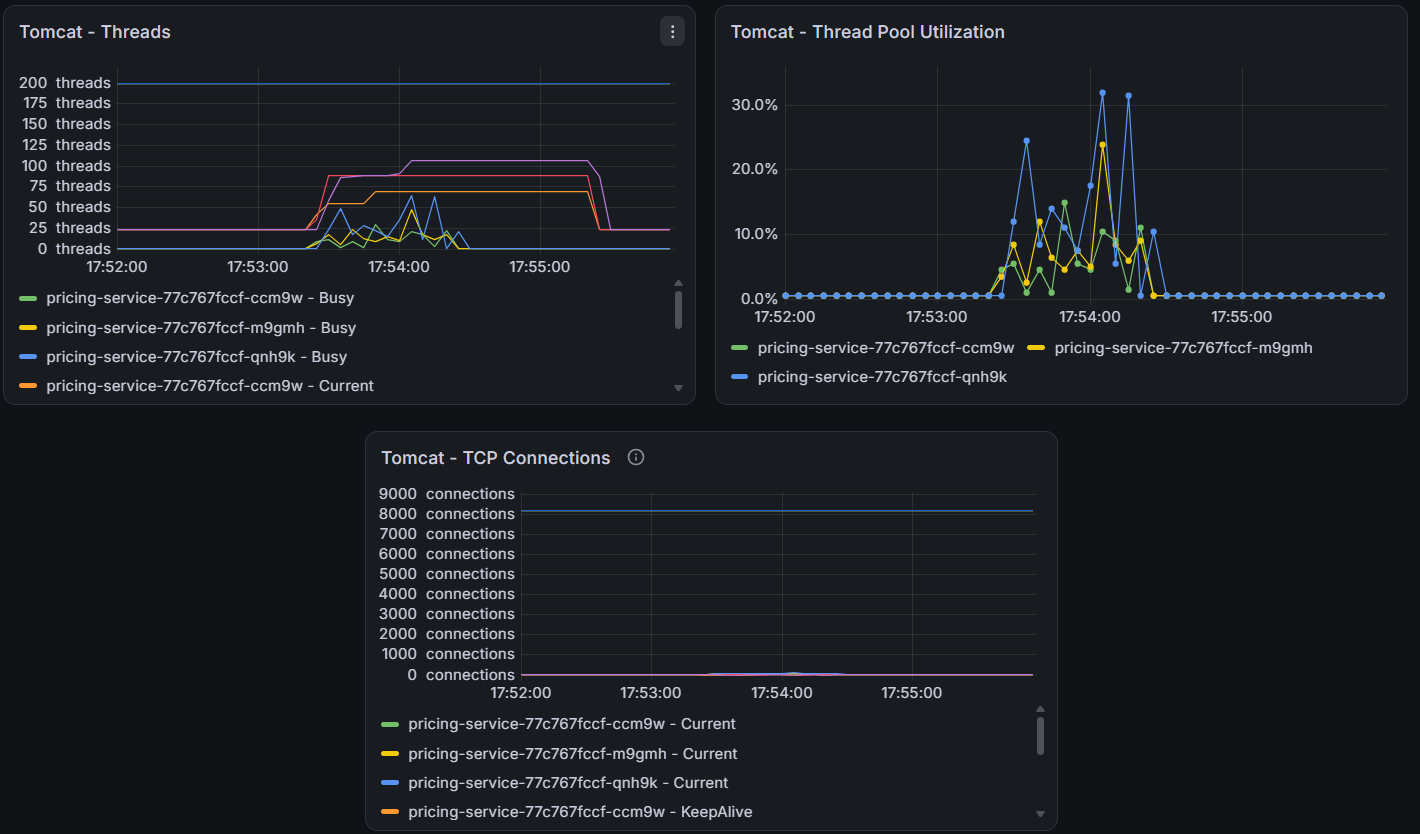 Tomcat - Threads
200 threads
175 threads
150 threads
125 threads
100 threads
75 threads
50 threads
25 threads
0 threads
17:52:00 17:53:00 17:54:00 17:55:00
pricing-service-77c767fccf-ccm9w - Busy
pricing-service-77c767fccf-m9gmh - Busy
pricing-service-77c767fccf-qnh9k - Busy
pricing-service-77c767fccf-ccm9w - Current
Tomcat - Thread Pool Utilization
30.0%
20.0%
10.0%
0.0%
17:52:00 17:53:00 17:54:00 17:55:00
pricing-service-77c767fccf-ccm9w pricing-service-77c767fccf-m9gmh
pricing-service-77c767fccf-qnh9k
Tomcat - TCP Connections
9000 connections
8000 connections
7000 connections
6000 connections
5000 connections
4000 connections
3000 connections
2000 connections
1000 connections
0 connections
17:52:00 17:53:00 17:54:00 17:55:00
pricing-service-77c767fccf-ccm9w - Current
pricing-service-77c767fccf-m9gmh - Current
pricing-service-77c767fccf-qnh9k - Current
pricing-service-77c767fccf-ccm9w - KeepAlive